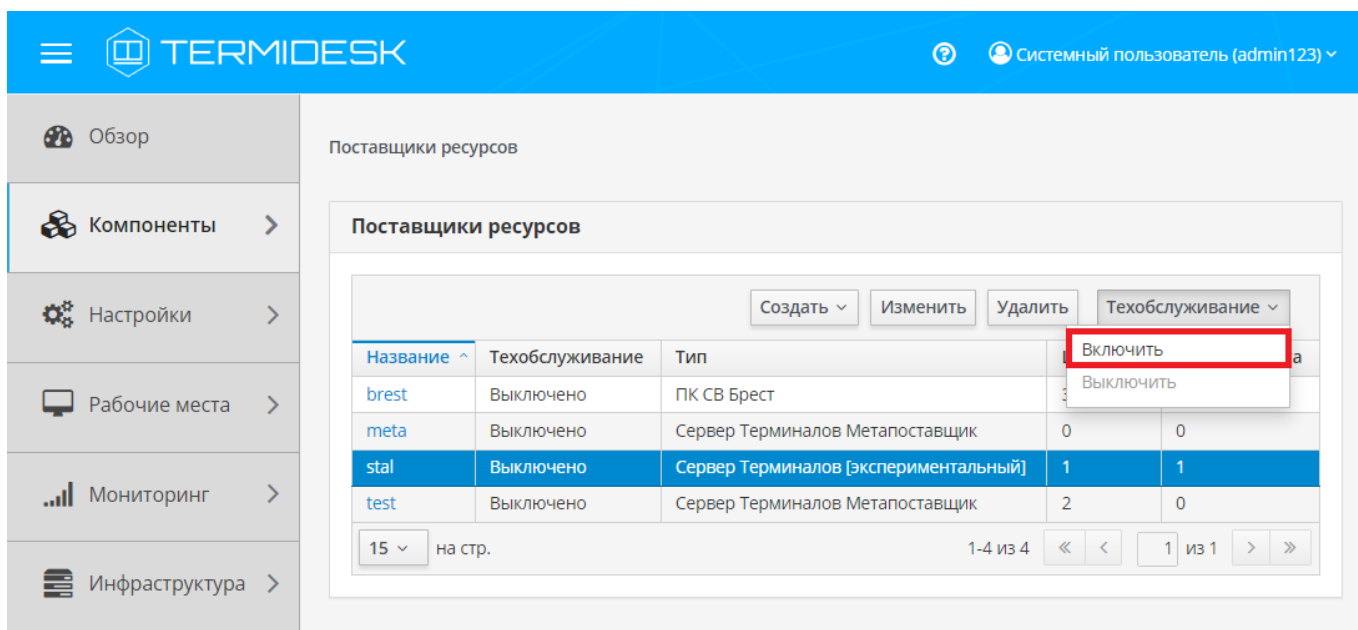 TERMIDESK
Системный пользователь (admin123)
Обзор
Компоненты
Настройки
Рабочие места
Мониторинг
Инфраструктура
Поставщики ресурсов
Поставщики ресурсов
Создать Изменить Удалить Техобслуживание
Включить
Выключить
Название Техобслуживание Тип
brest Выключено ПК СВ Брест
meta Выключено Сервер Терминалов Метапоставщик 0 0
stal Выключено Сервер Терминалов [экспериментальный] 1 1
test Выключено Сервер Терминалов Метапоставщик 2 0
15 на стр. 1-4 из 4 1 из 1